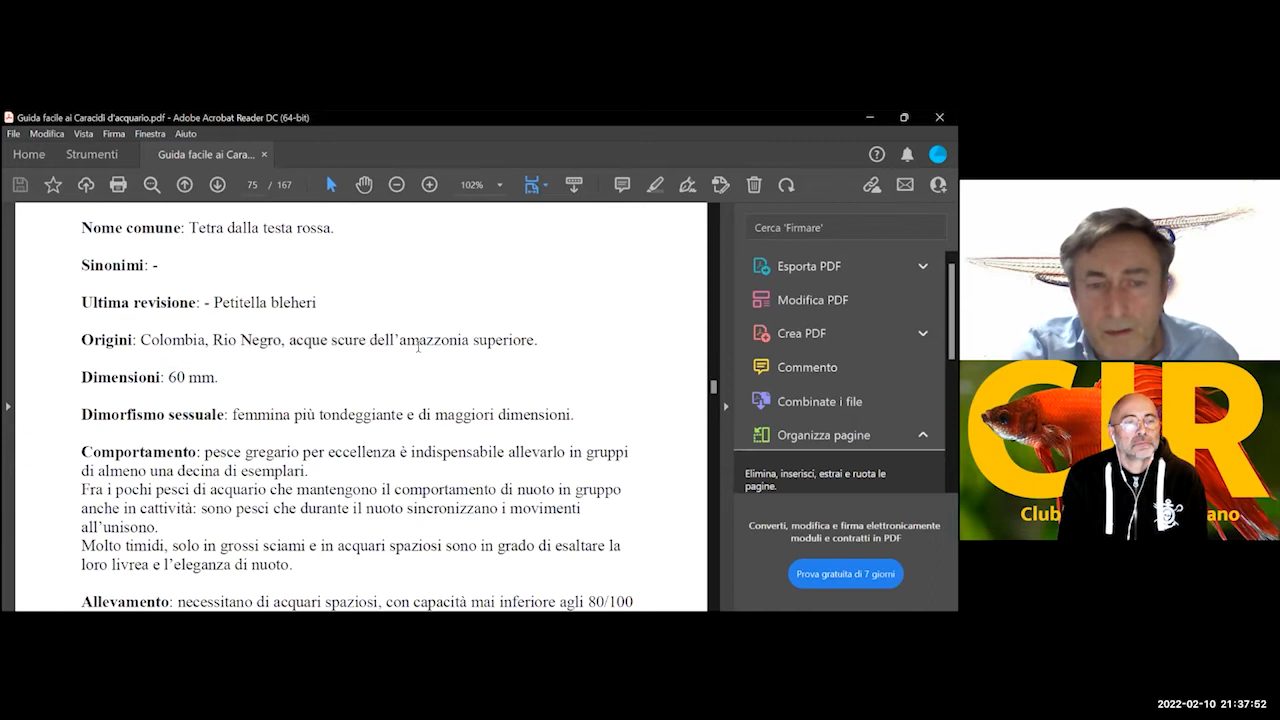 Guida facile ai Caracidi d'acquario.pdf - Adobe Acrobat Reader DC (64-bit)
File Modifica Vista Firma Finestra Aiuto
Home Strumenti Guida facile ai Cara... ×
75 / 167 102%
Nome comune: Tetra dalla testa rossa.
Sinonimi: -
Ultima revisione: - Petitella bleheri
Origini: Colombia, Rio Negro, acque scure dell'amazzonia superiore.
Dimensioni: 60 mm.
Dimorfismo sessuale: femmina più tondeggiante e di maggiori dimensioni.
Comportamento: pesce gregario per eccellenza è indispensabile allevarlo in gruppi
di almeno una decina di esemplari.
Fra i pochi pesci di acquario che mantengono il comportamento di nuoto in gruppo
anche in cattività: sono pesci che durante il nuoto sincronizzano i movimenti
all'unisono.
Molto timidi, solo in grossi sciami e in acquari spaziosi sono in grado di esaltare la
loro livrea e l'eleganza di nuoto.
Allevamento: necessitano di acquari spaziosi, con capacità mai inferiore agli 80/100
Cerca 'Firmare'
Esporta PDF
Modifica PDF
Crea PDF
Commento
Combinate i file
Organizza pagine
Elimina, inserisci, estrai e ruota le
pagine.
Converti, modifica e firma elettronicamente
moduli e contratti in PDF
Prova gratuita di 7 giorni
CIR
Club
ano
2022-02-10 21:37:52